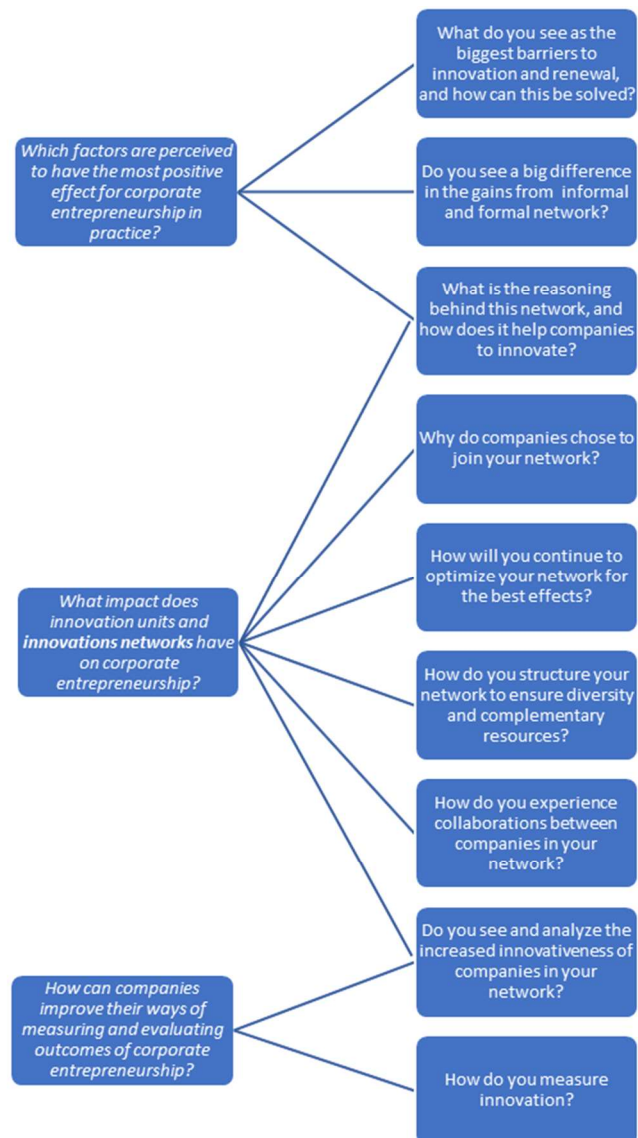 What do you see as the
biggest barriers to
innovation and renewal,
and how can this be solved?
Which factors are perceived
to have the most positive
effect for corporate
entrepreneurship in
practice?
Do you see a big difference
in the gains from informal
and formal network?
What is the reasoning
behind this network, and
how does it help companies
to innovate?
Why do companies chose to
join your network?
How will you continue to
optimize your network for
the best effects?
What impact does
innovation units and
innovations networks have
on corporate
entrepreneurship?
How do you structure your
network to ensure diversity
and complementary
resources?
How do you experience
collaborations between
companies in your
network?
Do you see and analyze the
increased innovativeness of
companies in your
network?
How can companies
improve their ways of
measuring and evaluating
outcomes of corporate
entrepreneurship?
How do you measure
innovation?